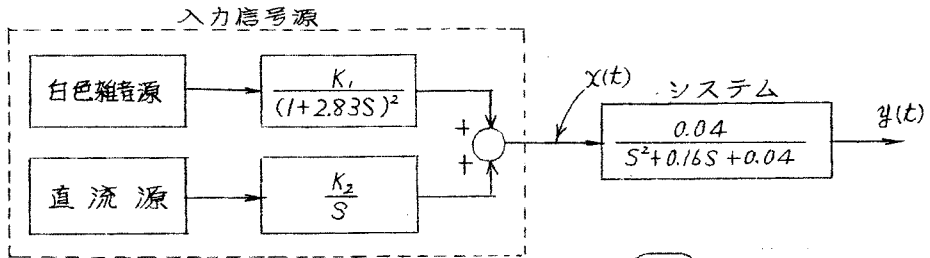 入力信号源
白色雑音源
K₁
(1+2.83S)²
x(t)
システム
y(t)
0.04
S²+0.16S+0.04
+
+
直流源
K₂
S